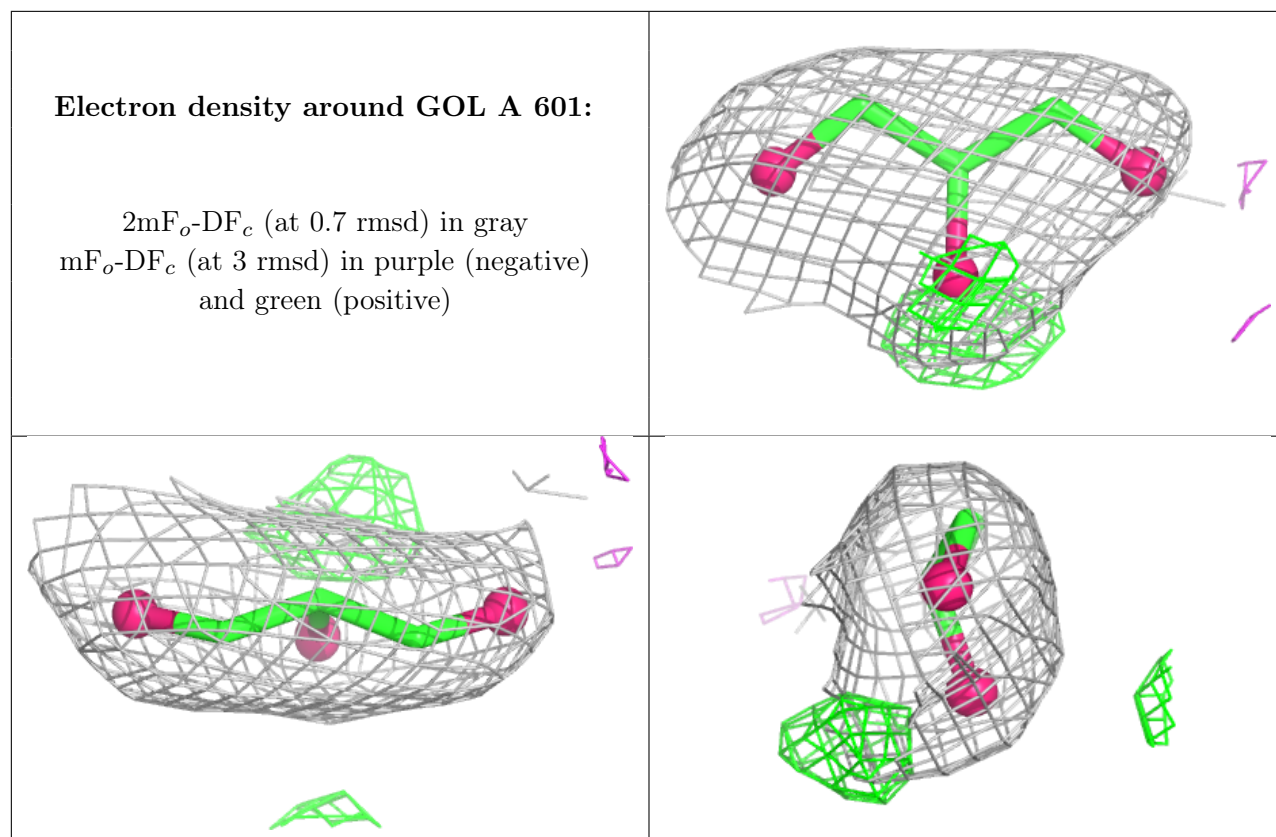 Electron density around GOL A 601:
2mFₒ-DF𝒸 (at 0.7 rmsd) in gray
mFₒ-DF𝒸 (at 3 rmsd) in purple (negative)
and green (positive)